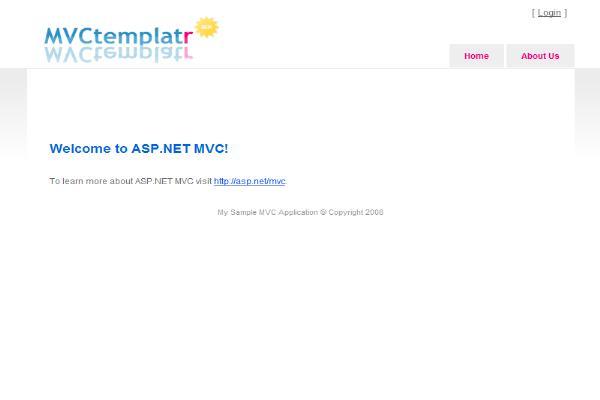 [ Login ]
MVCtemplatr
Home
About Us
Welcome to ASP.NET MVC!
To learn more about ASP.NET MVC visit http://asp.net/mvc.
My Sample MVC Application © Copyright 2008